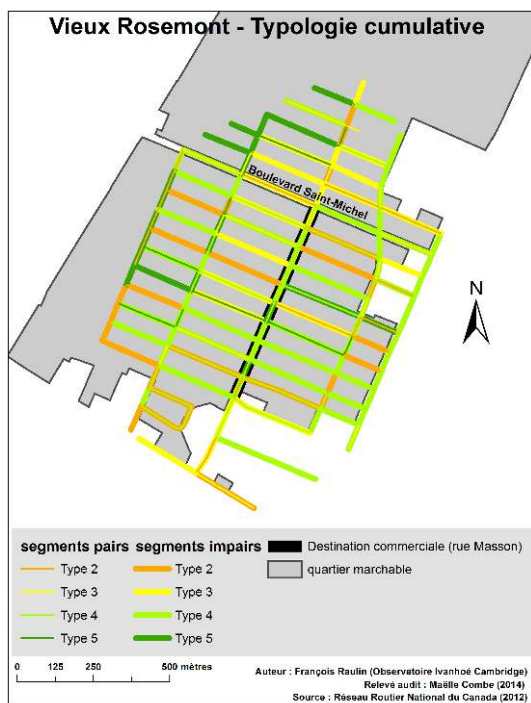 Vieux Rosemont - Typologie cumulative
Boulevard Saint-Michel
N
segments pairs segments impairs Destination commerciale (rue Masson)
Type 2 Type 2 quartier marchable
Type 3 Type 3
Type 4 Type 4
Type 5 Type 5
0 125 250 500 mètres
Auteur : François Raulin (Observatoire Ivanhoé Cambridge)
Relevé audit : Maëlle Combe (2014)
Source : Réseau Routier National du Canada (2012)